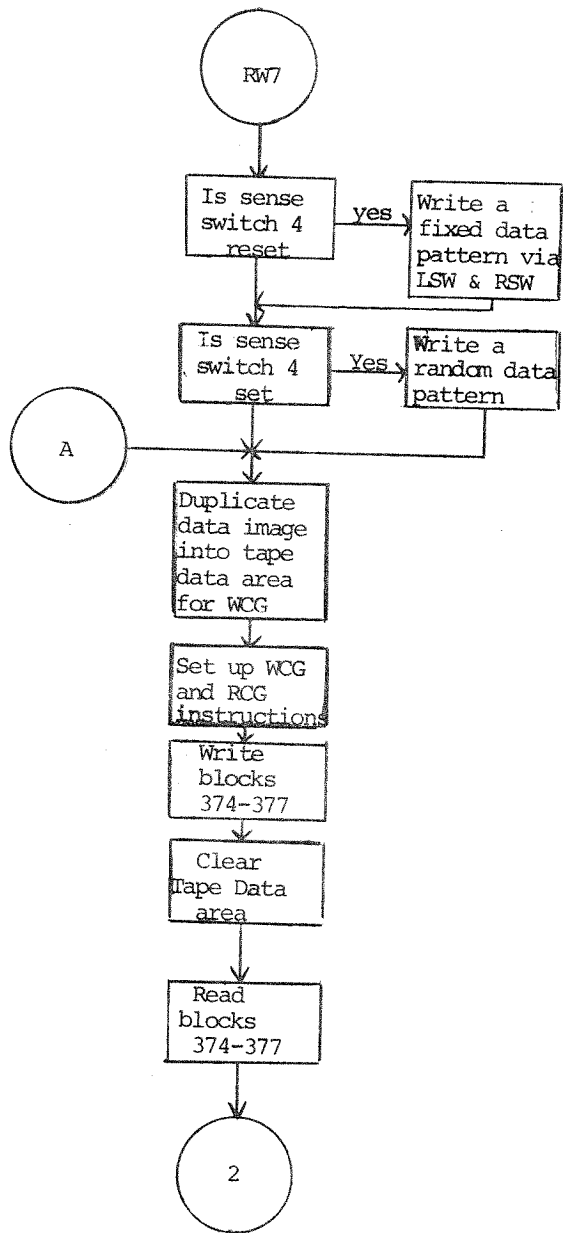 RW7
Is sense
switch 4
reset
yes
Write a
fixed data
pattern via
LSW & RSW
Is sense
switch 4
set
Yes
Write a
random data
pattern
A
Duplicate
data image
into tape
data area
for WCG
Set up WCG
and RCG
instructions
Write
blocks
374-377
Clear
Tape Data
area
Read
blocks
374-377
2